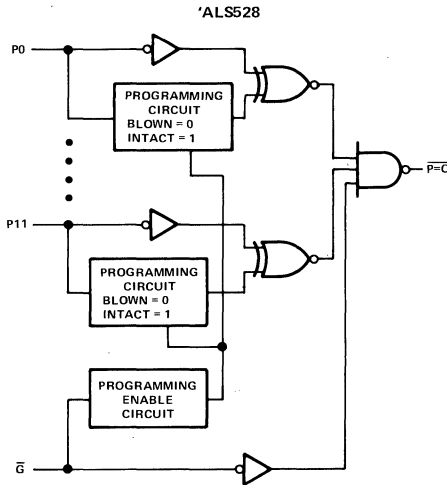 'ALS528
P0
PROGRAMMING
CIRCUIT
BLOWN = 0
INTACT = 1
P=C
P11
PROGRAMMING
CIRCUIT
BLOWN = 0
INTACT = 1
PROGRAMMING
ENABLE
CIRCUIT
G